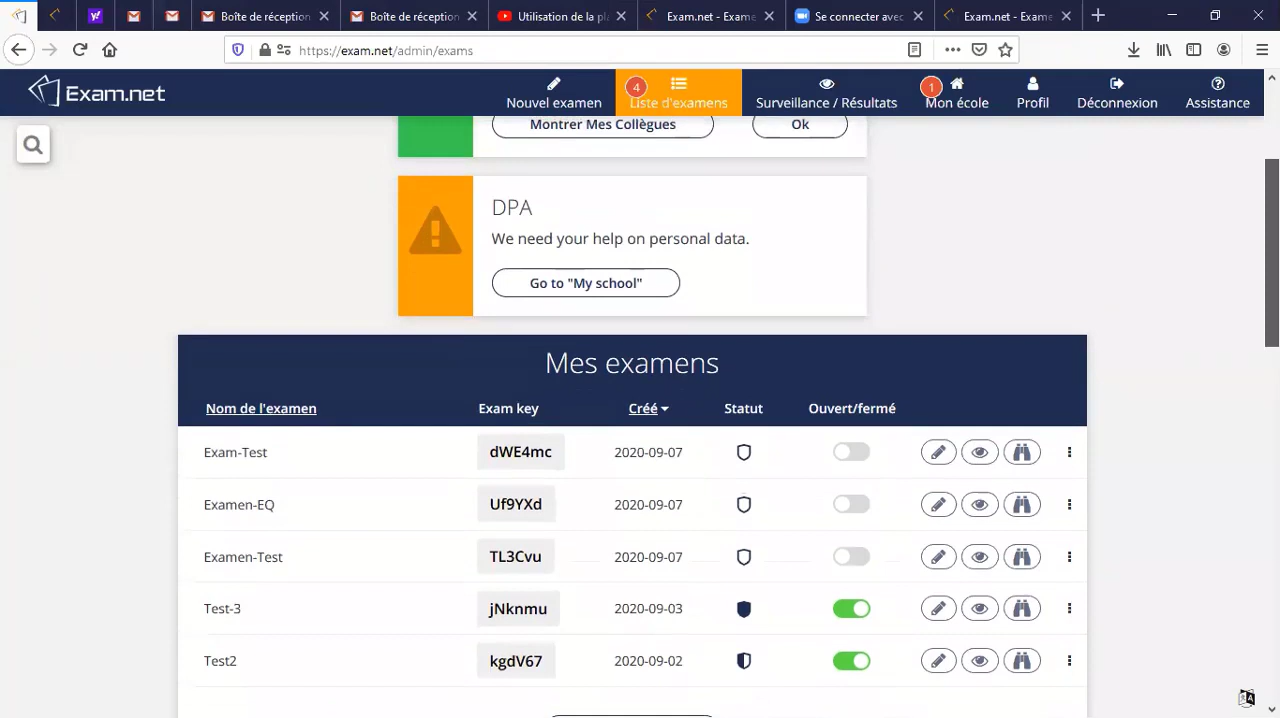 Boîte de réception
Boîte de réception
Utilisation de la pl
Exam.net - Exame
Se connecter avec
Exam.net - Exame
https://exam.net/admin/exams
Exam.net
Nouvel examen
4
Liste d'examens
Surveillance / Résultats
1
Mon école
Profil
Déconnexion
Assistance
Montrer Mes Collègues
Ok
DPA
We need your help on personal data.
Go to "My school"
Mes examens
Nom de l'examen Exam key Créé Statut Ouvert/fermé
Exam-Test dWE4mc 2020-09-07
Examen-EQ Uf9YXd 2020-09-07
Examen-Test TL3Cvu 2020-09-07
Test-3 jNknmu 2020-09-03
Test2 kgdV67 2020-09-02